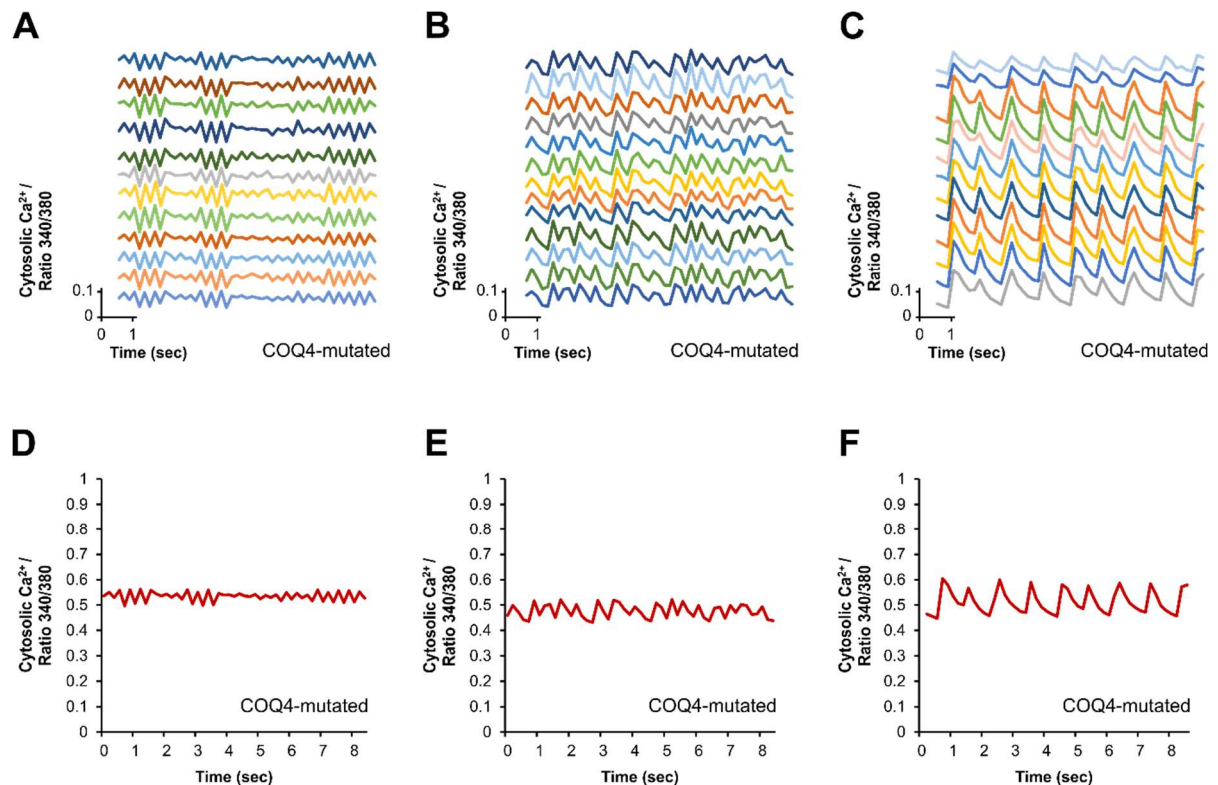 A
B
C
Cytosolic Ca²⁺ /
Ratio 340/380
0.1
0
0 1
Time (sec)
COQ4-mutated
Cytosolic Ca²⁺ /
Ratio 340/380
0.1
0
0 1
Time (sec)
COQ4-mutated
Cytosolic Ca²⁺ /
Ratio 340/380
0.1
0
0 1
Time (sec)
COQ4-mutated
D
Cytosolic Ca²⁺ /
Ratio 340/380
1
0.9
0.8
0.7
0.6
0.5
0.4
0.3
0.2
0.1
0
COQ4-mutated
0 1 2 3 4 5 6 7 8
Time (sec)
E
Cytosolic Ca²⁺ /
Ratio 340/380
1
0.9
0.8
0.7
0.6
0.5
0.4
0.3
0.2
0.1
0
COQ4-mutated
0 1 2 3 4 5 6 7 8
Time (sec)
F
Cytosolic Ca²⁺ /
Ratio 340/380
1
0.9
0.8
0.7
0.6
0.5
0.4
0.3
0.2
0.1
0
COQ4-mutated
0 1 2 3 4 5 6 7 8
Time (sec)